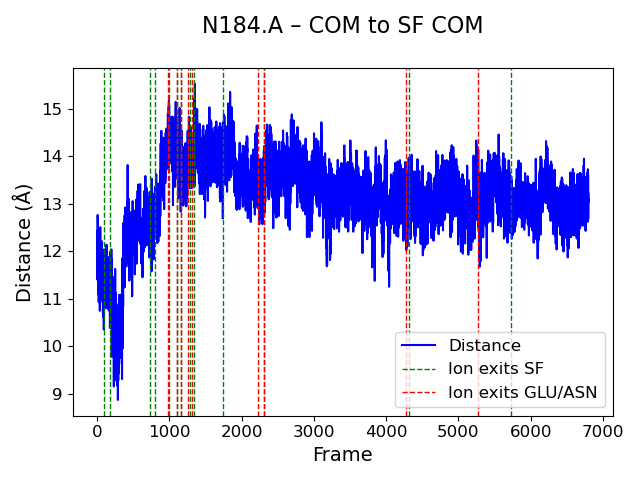 N184.A – COM to SF COM
Distance (Å)
15
14
13
12
11
10
9
0
1000
2000
3000
4000
5000
6000
7000
Frame
Distance
Ion exits SF
Ion exits GLU/ASN